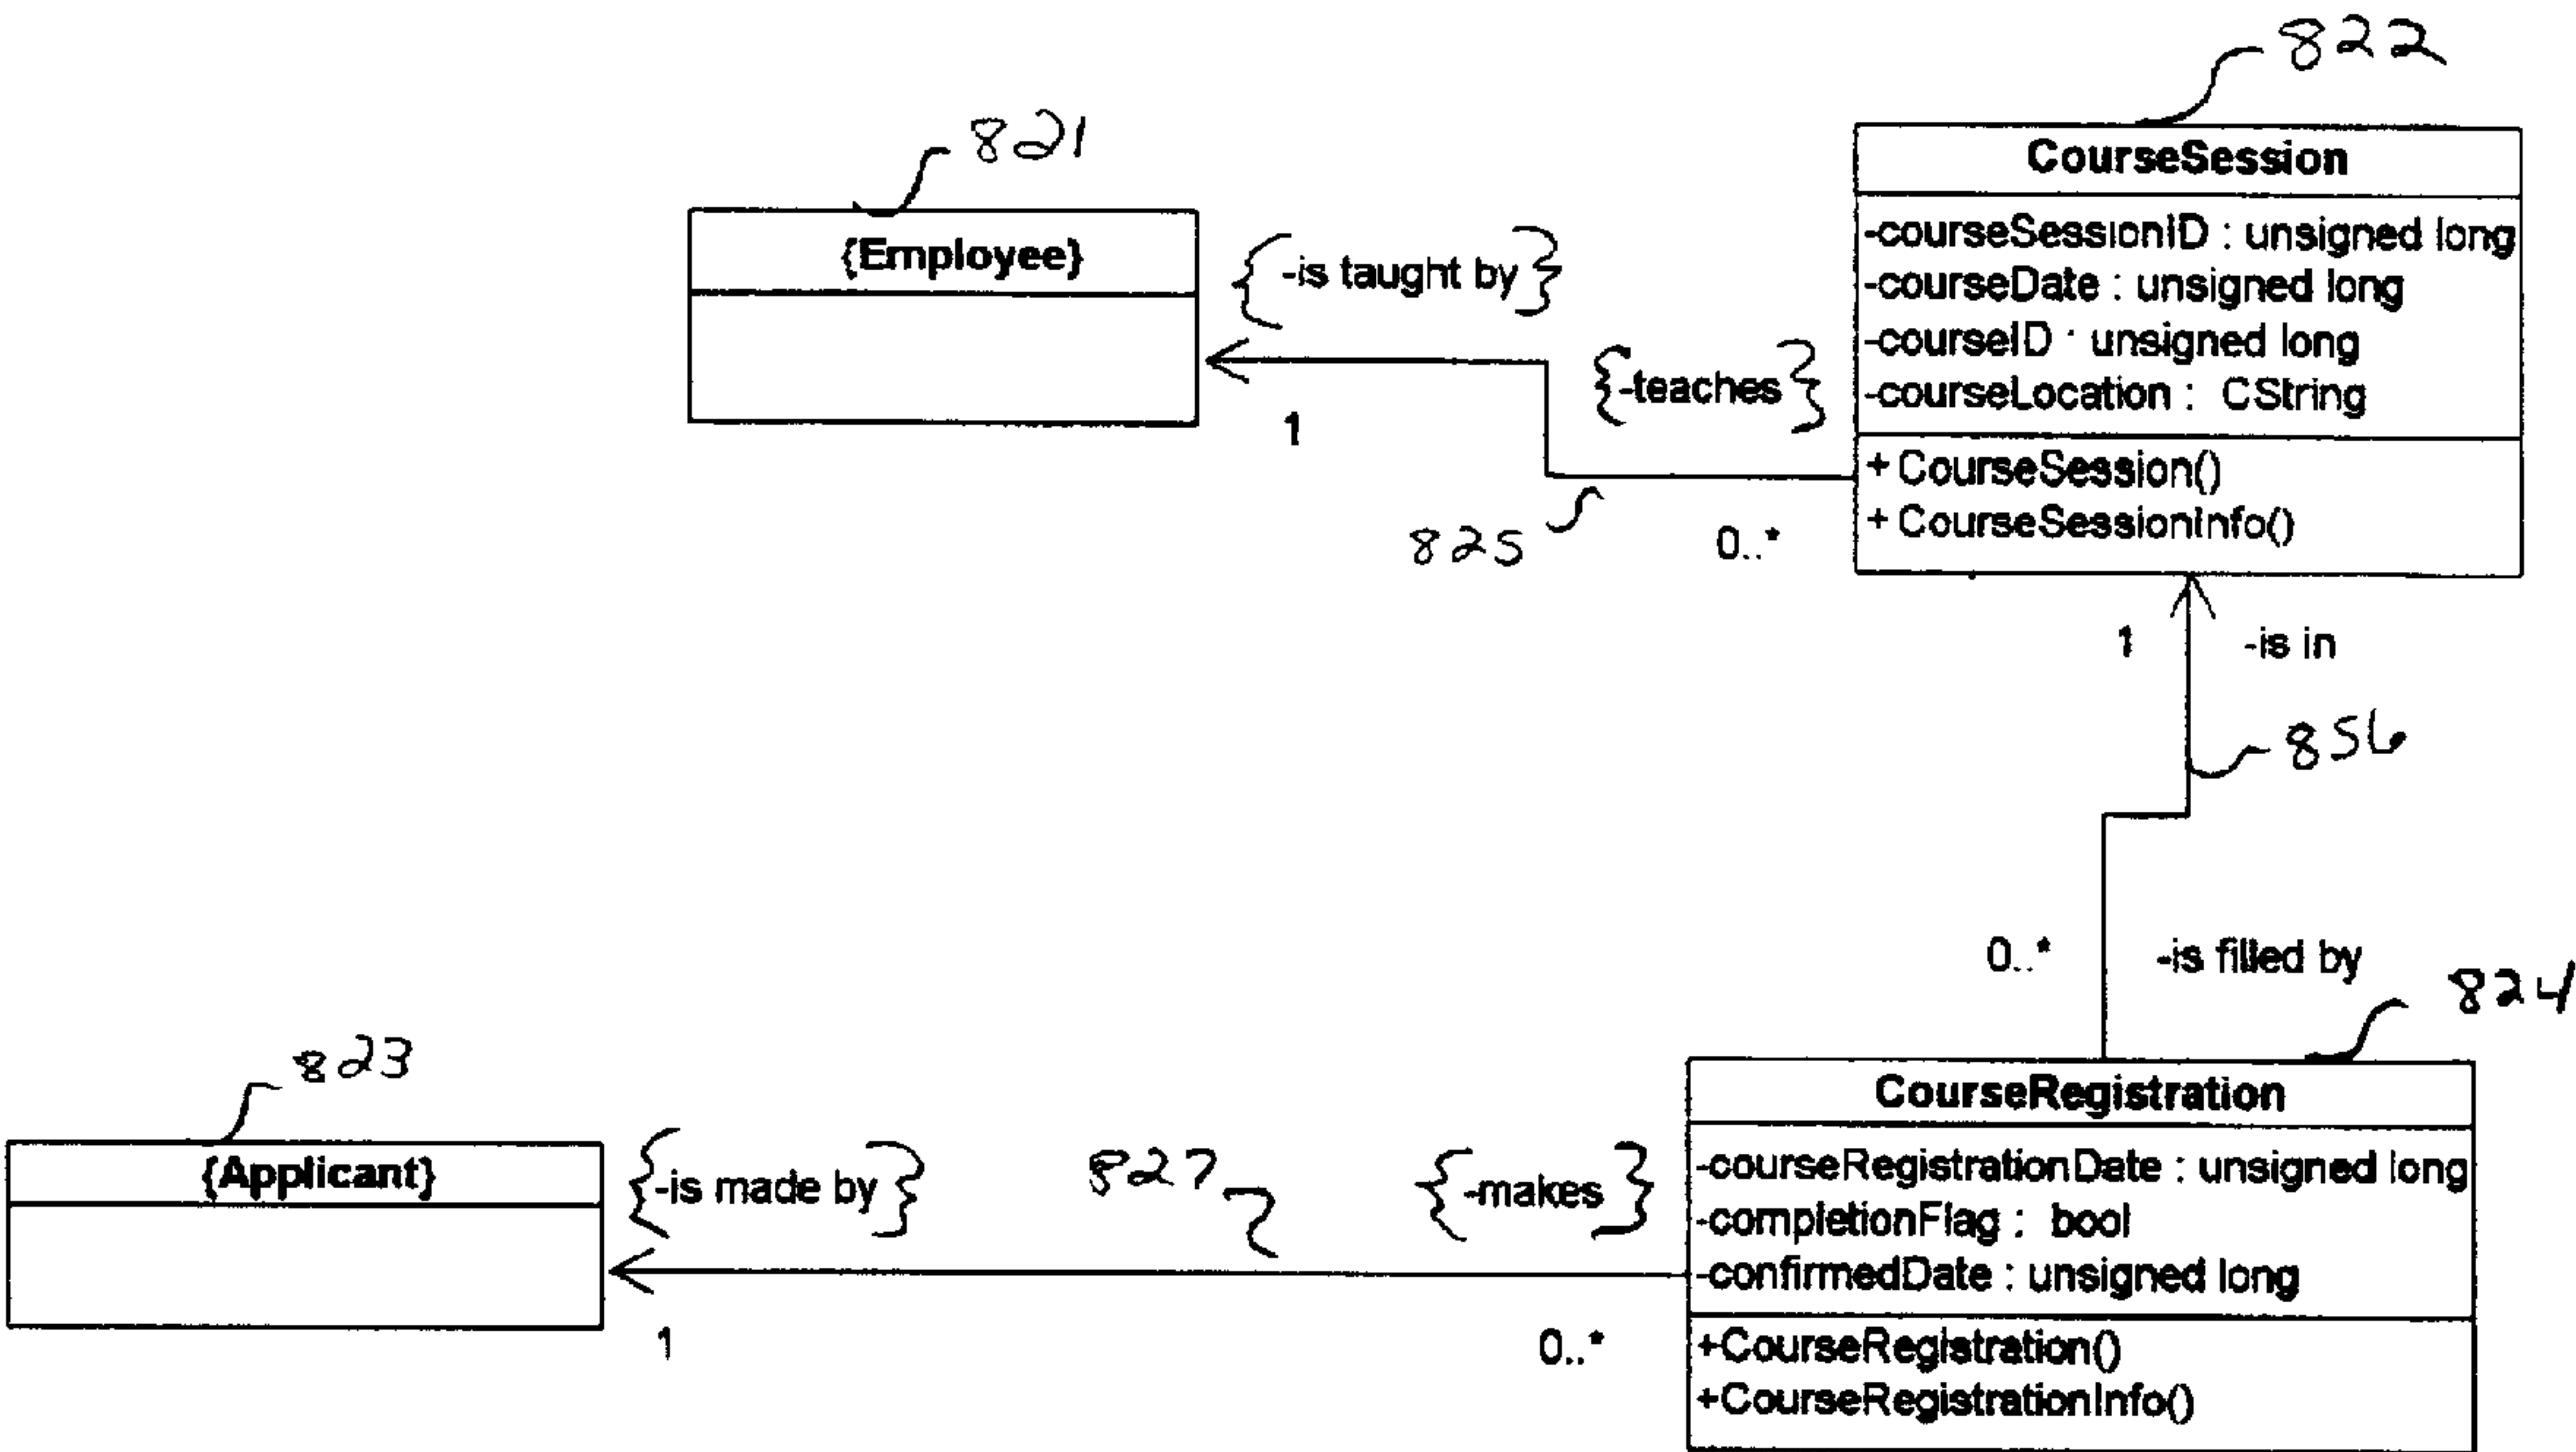 822
821
CourseSession
{Employee}
{-is taught by}
-courseSessionID : unsigned long
-courseDate : unsigned long
-courseID : unsigned long
{-teaches}
-courseLocation : CString
1
+ CourseSession()
+ CourseSessionInfo()
825
0..*
1
-is in
856
0..*
-is filled by
824
823
CourseRegistration
{Applicant}
{-is made by}
827
{-makes}
-courseRegistrationDate : unsigned long
-completionFlag : bool
-confirmedDate : unsigned long
1
0..*
+CourseRegistration()
+CourseRegistrationInfo()